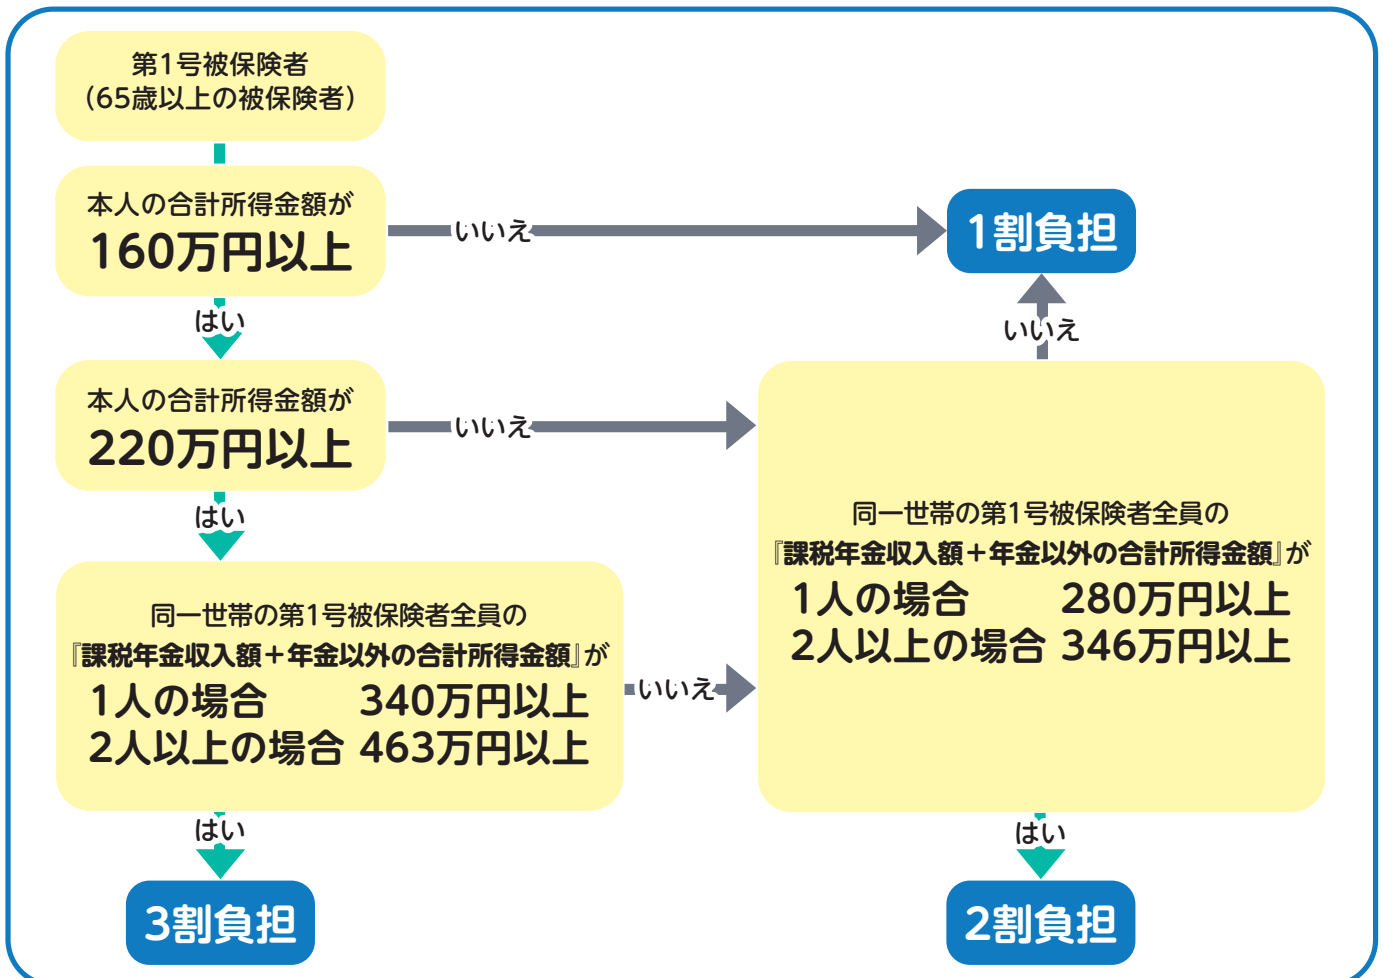 第1号被保険者
（65歳以上の被保険者）
本人の合計所得金額が
160万円以上
いいえ
1割負担
はい
いいえ
本人の合計所得金額が
220万円以上
いいえ
はい
同一世帯の第1号被保険者全員の
『課税年金収入額＋年金以外の合計所得金額』が
1人の場合 280万円以上
2人以上の場合 346万円以上
同一世帯の第1号被保険者全員の
『課税年金収入額＋年金以外の合計所得金額』が
1人の場合 340万円以上
2人以上の場合 463万円以上
いいえ
はい
はい
3割負担
2割負担